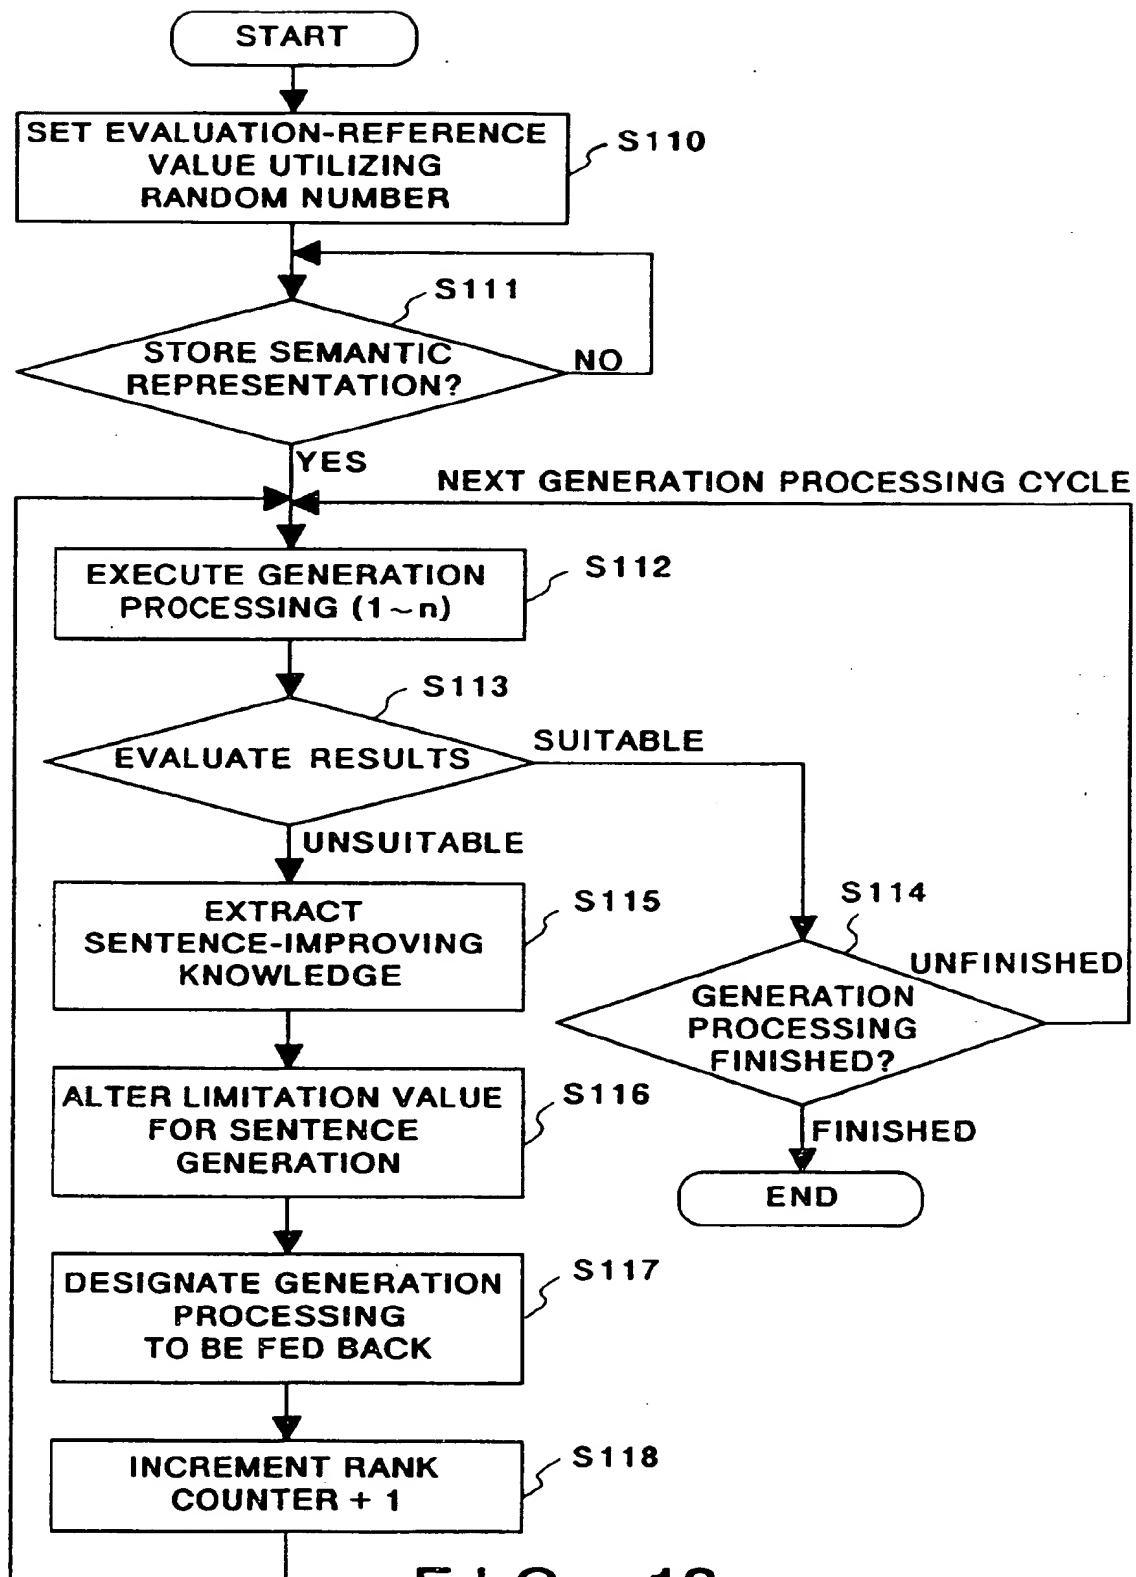 START
SET EVALUATION-REFERENCE
VALUE UTILIZING
RANDOM NUMBER
S110
S111
STORE SEMANTIC
REPRESENTATION?
NO
YES
NEXT GENERATION PROCESSING CYCLE
EXECUTE GENERATION
PROCESSING (1~n)
S112
S113
EVALUATE RESULTS
SUITABLE
UNSUITABLE
EXTRACT
SENTENCE-IMPROVING
KNOWLEDGE
S115
S114
UNFINISHED
GENERATION
PROCESSING
FINISHED?
ALTER LIMITATION VALUE
FOR SENTENCE
GENERATION
S116
FINISHED
END
DESIGNATE GENERATION
PROCESSING
TO BE FED BACK
S117
INCREMENT RANK
COUNTER + 1
S118